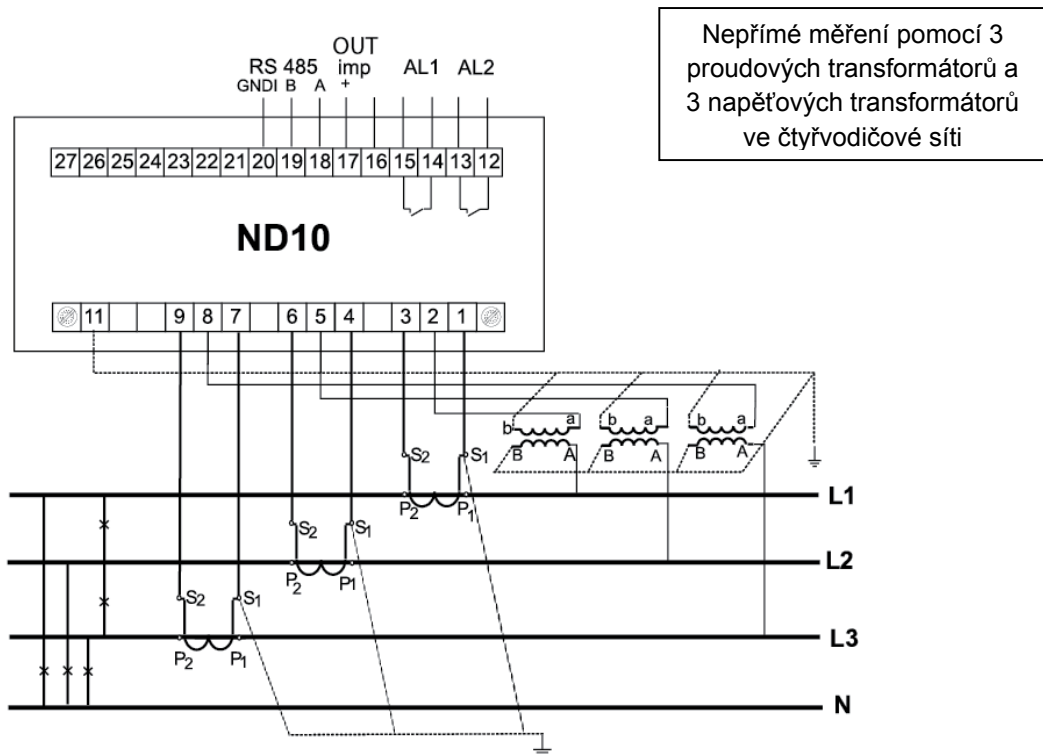 Nepřímé měření pomocí 3
proudových transformátorů a
3 napěťových transformátorů
ve čtyřvodičové síti
OUT
RS 485 imp AL1 AL2
GNDI B A +
27 26 25 24 23 22 21 20 19 18 17 16 15 14 13 12
ND10
11 9 8 7 6 5 4 3 2 1
b a b a b a
B A B A B A
S2 S1
P2 P1
L1
S2 S1
P2 P1
L2
S2 S1
P2 P1
L3
N